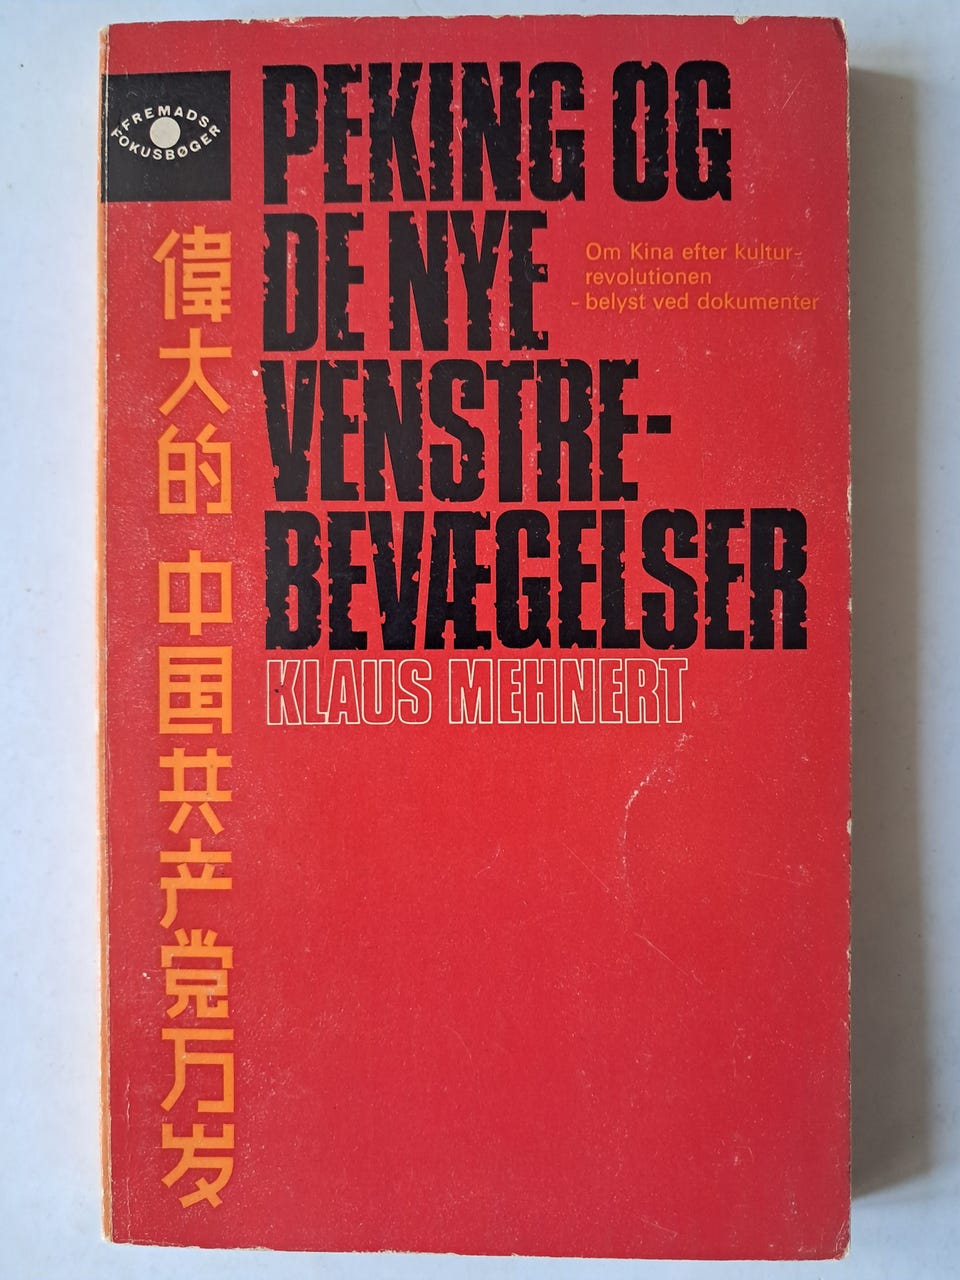 FREMADS
FOKUSBØGER
PEKING OG
DE NYE
VENSTRE-
BEVÆGELSER
Om Kina efter kultur-
revolutionen
- belyst ved dokumenter
KLAUS MEHNERT
偉大的 中国共产党万岁